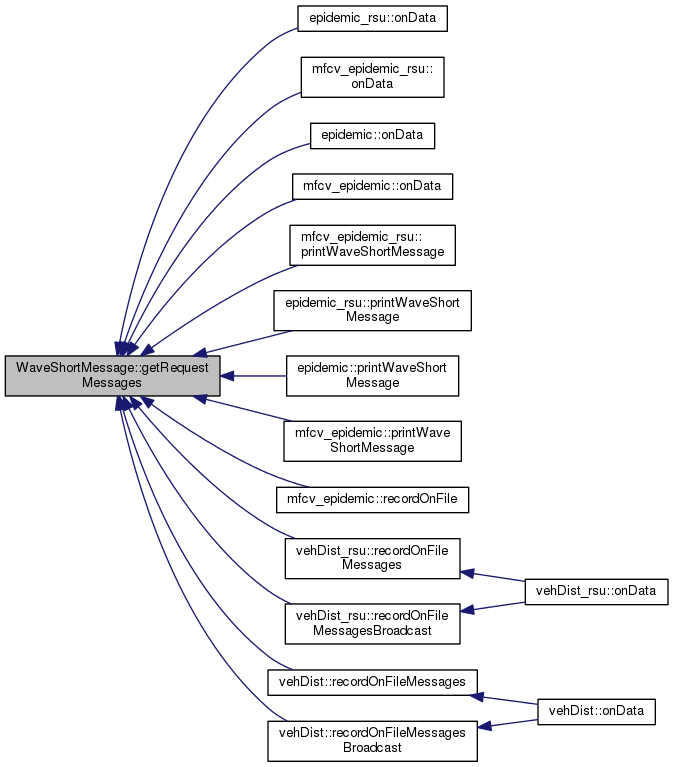 epidemic_rsu::onData
mfcv_epidemic_rsu::
onData
epidemic::onData
mfcv_epidemic::onData
mfcv_epidemic_rsu::
printWaveShortMessage
epidemic_rsu::printWaveShort
Message
WaveShortMessage::getRequest
Messages
epidemic::printWaveShort
Message
mfcv_epidemic::printWave
ShortMessage
mfcv_epidemic::recordOnFile
vehDist_rsu::recordOnFile
Messages
vehDist_rsu::onData
vehDist_rsu::recordOnFile
MessagesBroadcast
vehDist::recordOnFileMessages
vehDist::onData
vehDist::recordOnFileMessages
Broadcast